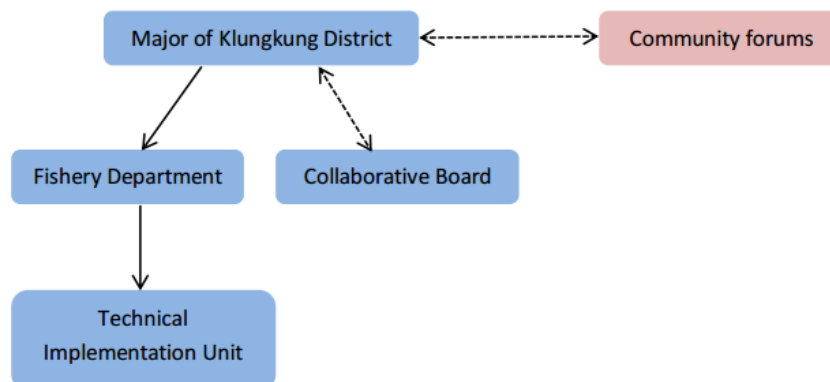 Major of Klungkung District
Community forums
Fishery Department
Collaborative Board
Technical
Implementation Unit